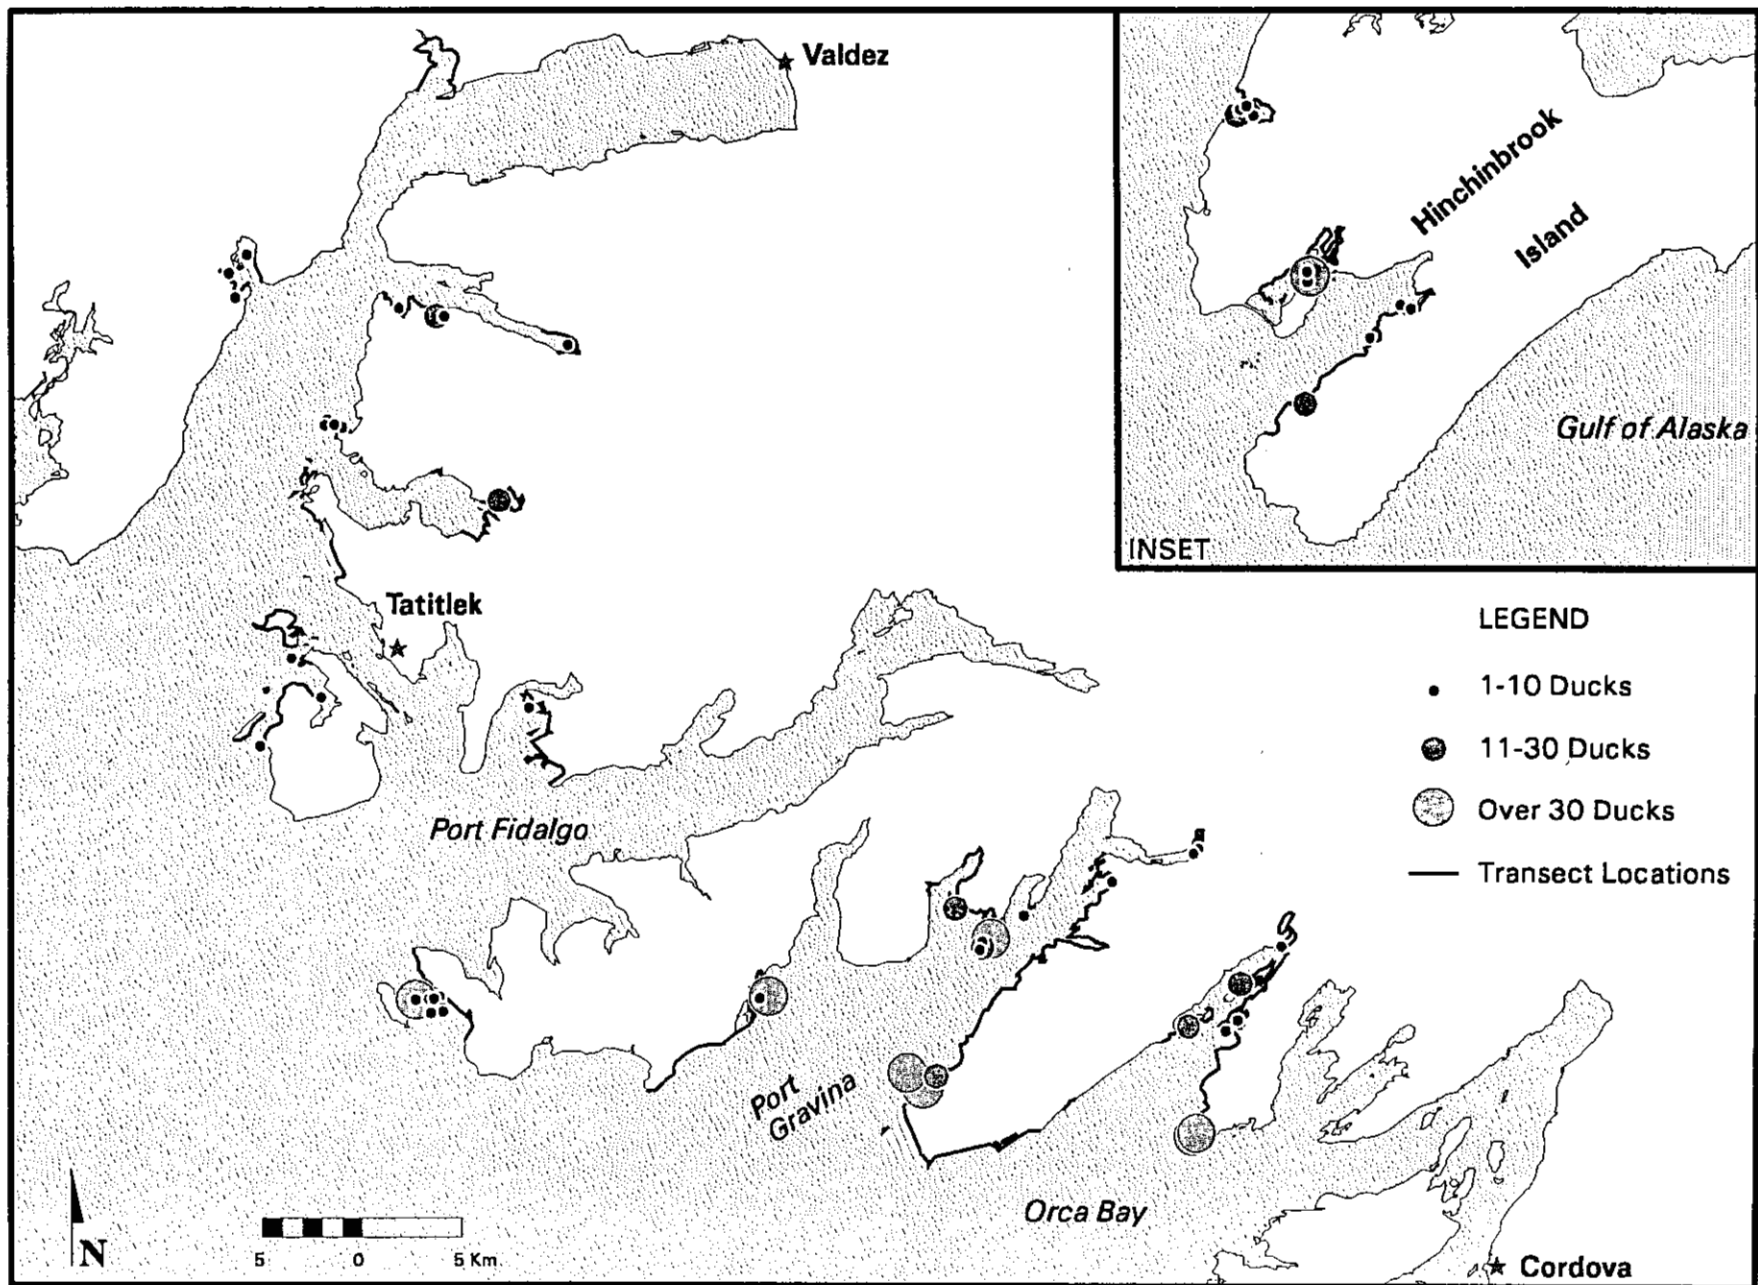 Valdez
Hinchinbrook
Island
Gulf of Alaska
INSET
Tatitlek
LEGEND
1-10 Ducks
11-30 Ducks
Over 30 Ducks
Transect Locations
Port Fidalgo
Port
Gravina
Orca Bay
N
5 0 5 Km
Cordova